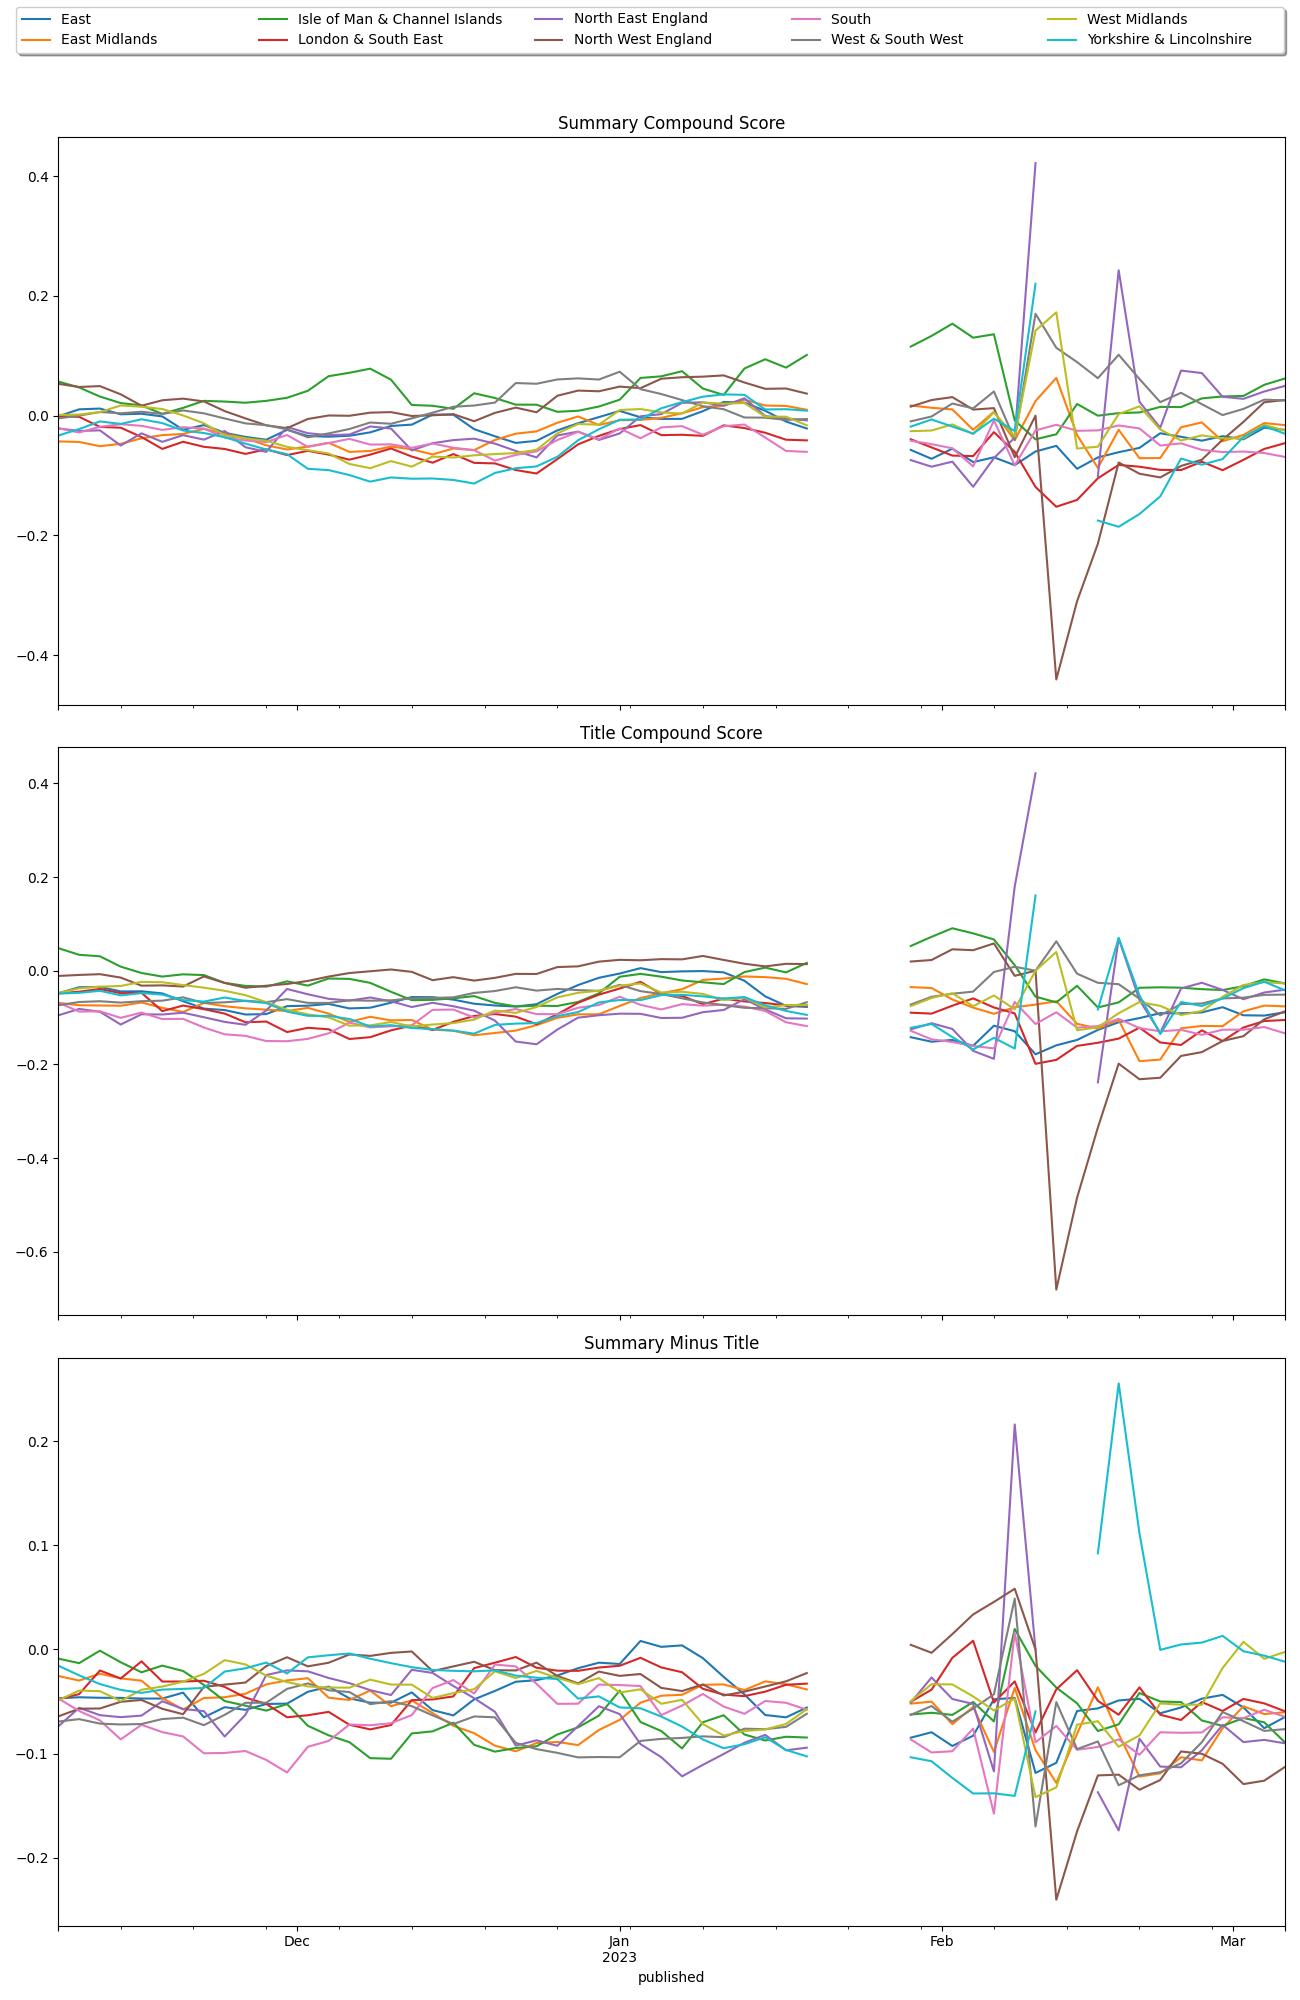 East Isle of Man & Channel Islands North East England South West Midlands
East Midlands London & South East North West England West & South West Yorkshire & Lincolnshire
Summary Compound Score
0.4
0.2
0.0
−0.2
−0.4
Title Compound Score
0.4
0.2
0.0
−0.2
−0.4
−0.6
Summary Minus Title
0.2
0.1
0.0
−0.1
−0.2
Dec Jan Feb Mar
2023
published